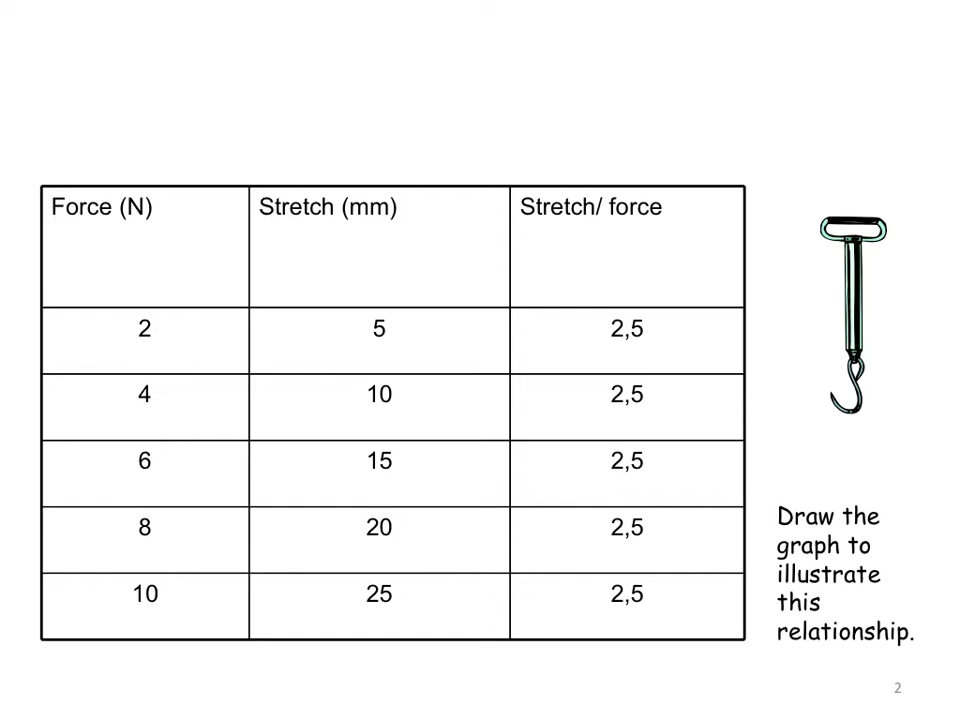 Force (N) Stretch (mm) Stretch/ force
2 5 2,5
4 10 2,5
6 15 2,5
8 20 2,5
10 25 2,5
Draw the
graph to
illustrate
this
relationship.
2